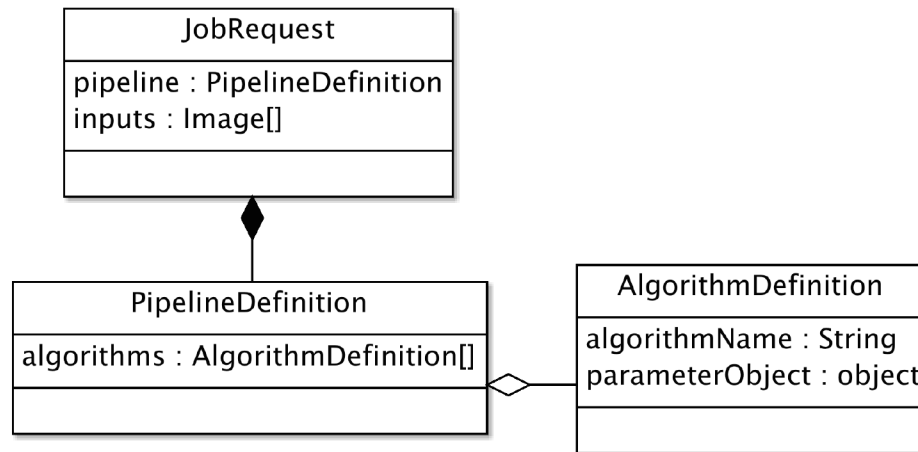 JobRequest
pipeline : PipelineDefinition
inputs : Image[]
PipelineDefinition
algorithms : AlgorithmDefinition[]
AlgorithmDefinition
algorithmName : String
parameterObject : object